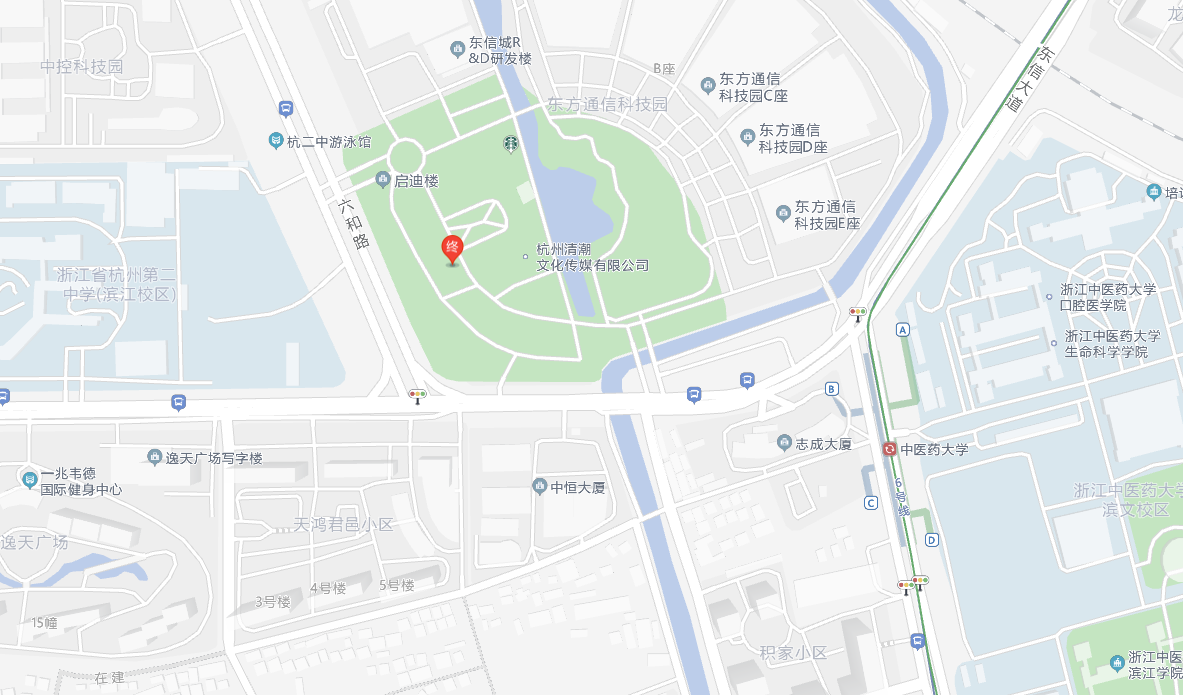 东信城R
&D研发楼
中控科技园
B座
东方通信
科技园C座
东信大道
东方通信科技园
东方通信
科技园D座
杭二中游泳馆
启迪楼
培训
六和路
东方通信
科技园E座
终
杭州清潮
文化传媒有限公司
浙江省杭州第二
中学(滨江校区)
浙江中医药大学
口腔医学院
A
浙江中医药大学
生命科学学院
B
志成大厦
中医药大学
逸天广场写字楼
一兆韦德
国际健身中心
中恒大厦
6号线
C
浙江中医药大学
滨文校区
天鸿君邑小区
逸天广场
D
4号楼
5号楼
3号楼
15幢
积家小区
浙江中医
滨江学院
在建